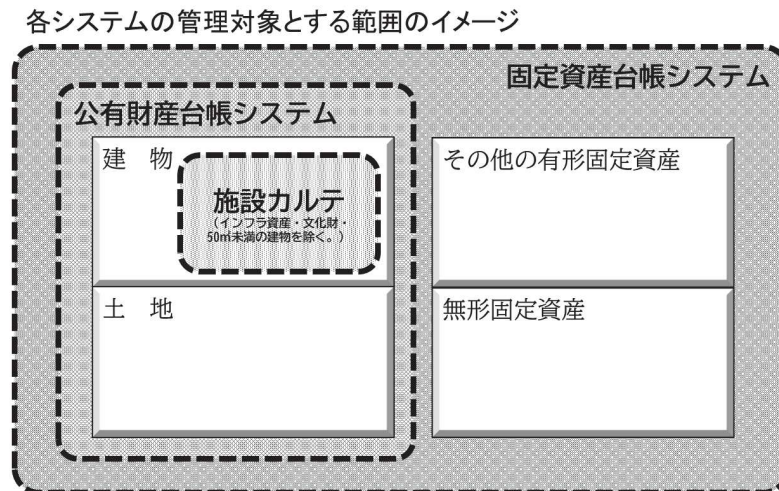 各システムの管理対象とする範囲のイメージ
固定資産台帳システム
公有財産台帳システム
建　物
施設カルテ
（インフラ資産・文化財・
50㎡未満の建物を除く。）
土　地
その他の有形固定資産
無形固定資産